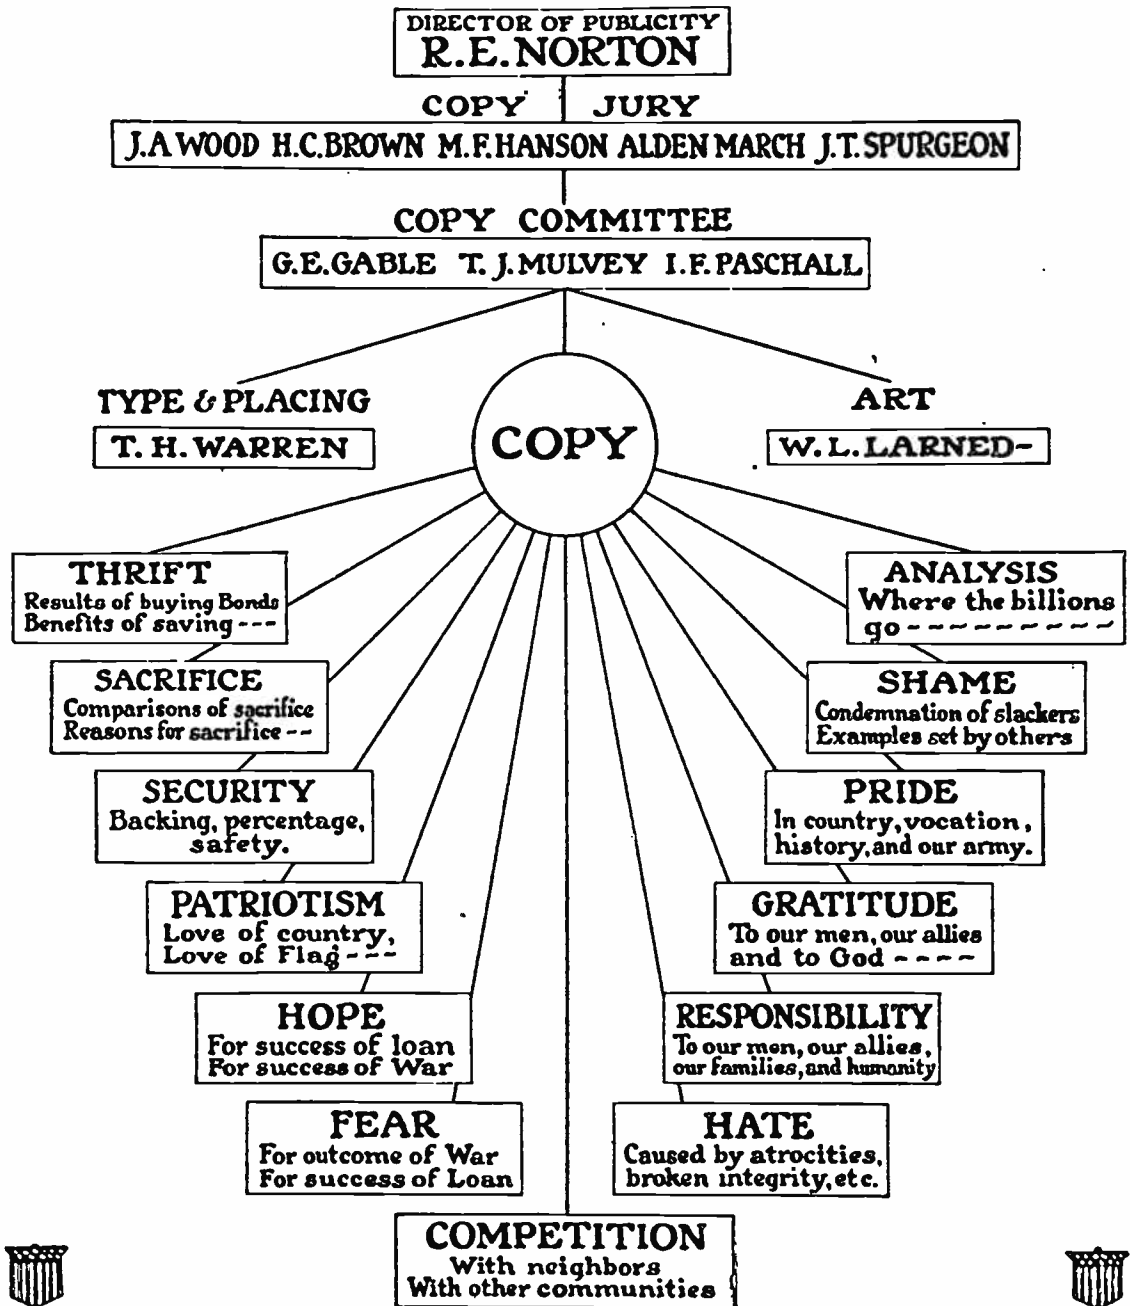 DIRECTOR OF PUBLICITY
R.E. NORTON
COPY JURY
J.A WOOD H.C. BROWN M.F. HANSON ALDEN MARCH J.T. SPURGEON
COPY COMMITTEE
G.E. GABLE T.J. MULVEY I.F. PASCHALL
TYPE & PLACING
T.H. WARREN
COPY
ART
W.L. LARNED-
THRIFT
Results of buying Bonds
Benefits of saving ---
SACRIFICE
Comparisons of sacrifice
Reasons for sacrifice --
SECURITY
Backing, percentage,
safety.
PATRIOTISM
Love of country,
Love of Flag ---
HOPE
For success of loan
For success of War
FEAR
For outcome of War
For success of Loan
COMPETITION
With neighbors
With other communities
ANALYSIS
Where the billions
go ---------
SHAME
Condemnation of slackers
Examples set by others
PRIDE
In country, vocation,
history, and our army.
GRATITUDE
To our men, our allies
and to God ----
RESPONSIBILITY
To our men, our allies,
our families, and humanity
HATE
Caused by atrocities,
broken integrity, etc.